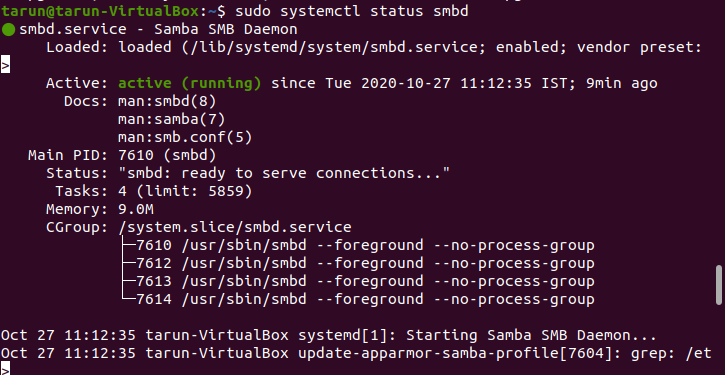 tarun@tarun-VirtualBox:~$ sudo systemctl status smbd
●smbd.service - Samba SMB Daemon
     Loaded: loaded (/lib/systemd/system/smbd.service; enabled; vendor preset:
>
     Active: active (running) since Tue 2020-10-27 11:12:35 IST; 9min ago
       Docs: man:smbd(8)
             man:samba(7)
             man:smb.conf(5)
   Main PID: 7610 (smbd)
     Status: "smbd: ready to serve connections..."
      Tasks: 4 (limit: 5859)
     Memory: 9.0M
     CGroup: /system.slice/smbd.service
             ├─7610 /usr/sbin/smbd --foreground --no-process-group
             ├─7612 /usr/sbin/smbd --foreground --no-process-group
             ├─7613 /usr/sbin/smbd --foreground --no-process-group
             └─7614 /usr/sbin/smbd --foreground --no-process-group
Oct 27 11:12:35 tarun-VirtualBox systemd[1]: Starting Samba SMB Daemon...
Oct 27 11:12:35 tarun-VirtualBox update-apparmor-samba-profile[7604]: grep: /et
>